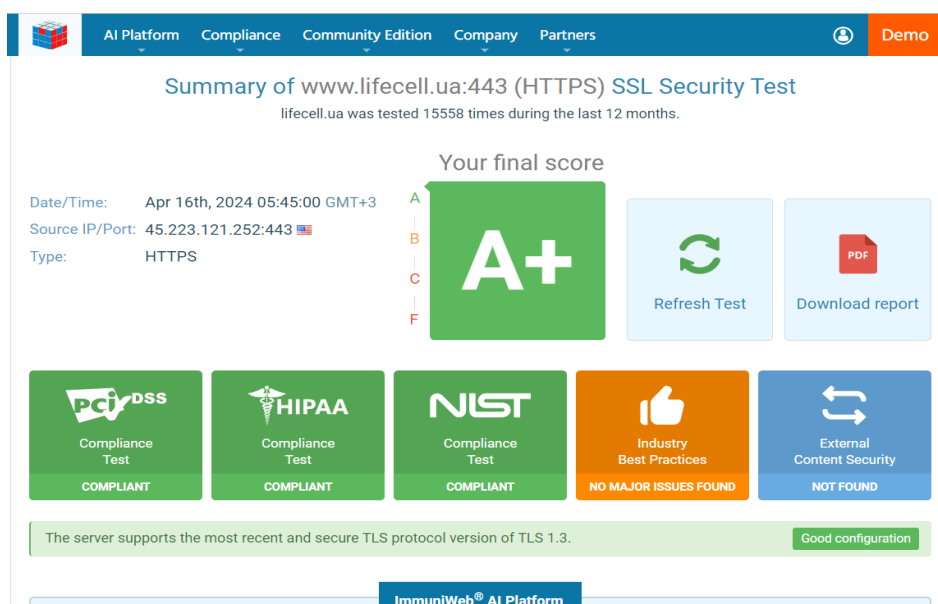 AI Platform Compliance Community Edition Company Partners Demo
Summary of www.lifecell.ua:443 (HTTPS) SSL Security Test
lifecell.ua was tested 15558 times during the last 12 months.
Your final score
Date/Time: Apr 16th, 2024 05:45:00 GMT+3
Source IP/Port: 45.223.121.252:443
Type: HTTPS
A
B
C
F
A+
Refresh Test
PDF
Download report
PCI DSS
Compliance
Test
COMPLIANT
HIPAA
Compliance
Test
COMPLIANT
NIST
Compliance
Test
COMPLIANT
Industry
Best Practices
NO MAJOR ISSUES FOUND
External
Content Security
NOT FOUND
The server supports the most recent and secure TLS protocol version of TLS 1.3. Good configuration
ImmuniWeb® AI Platform